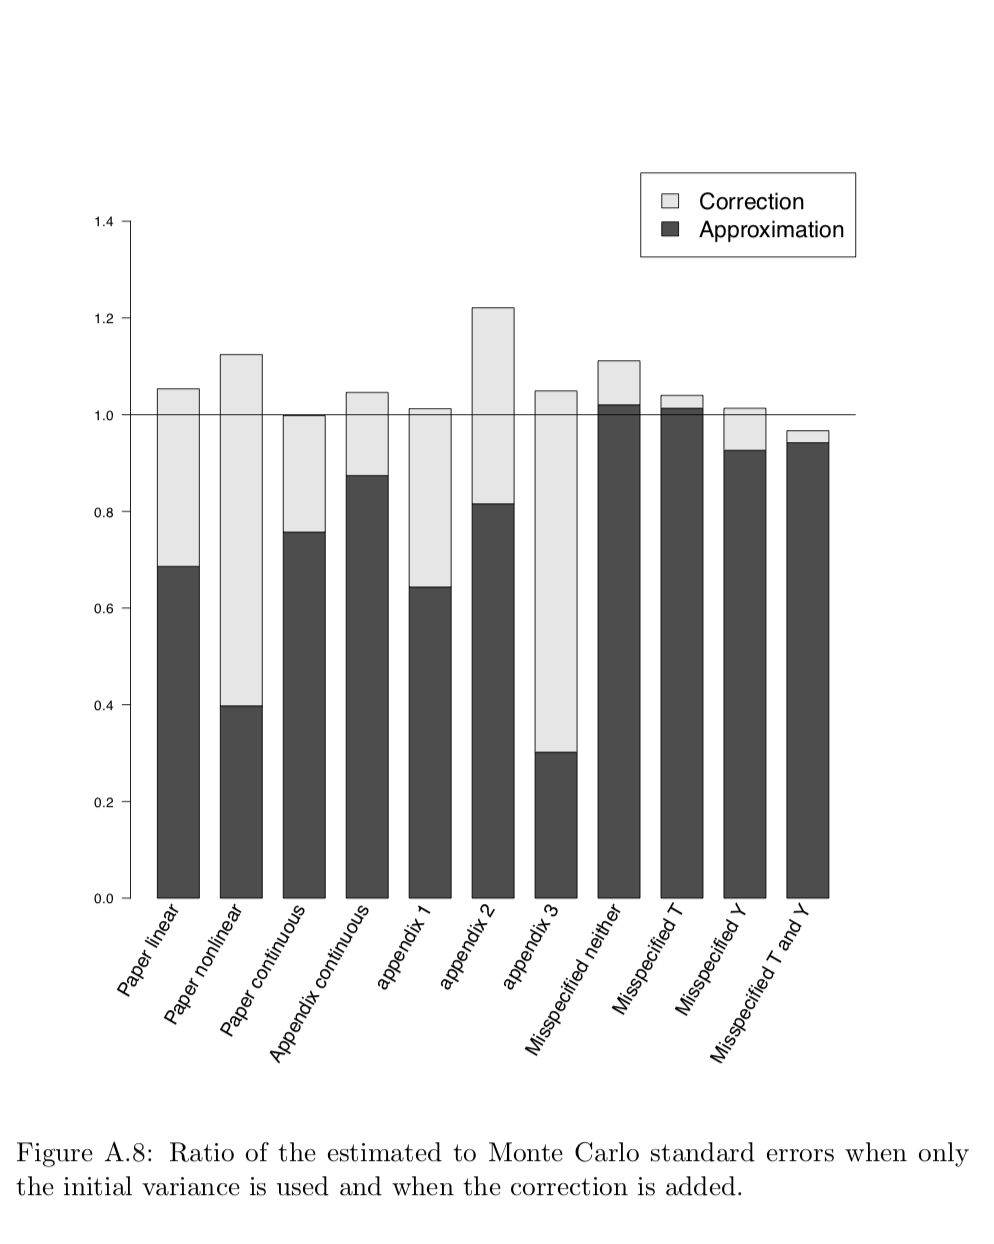 Correction
Approximation
1.4
1.2
1.0
0.8
0.6
0.4
0.2
0.0
Paper linear
Paper nonlinear
Paper continuous
Appendix continuous
appendix 1
appendix 2
appendix 3
Misspecified neither
Misspecified T
Misspecified Y
Misspecified T and Y
Figure A.8: Ratio of the estimated to Monte Carlo standard errors when only
the initial variance is used and when the correction is added.